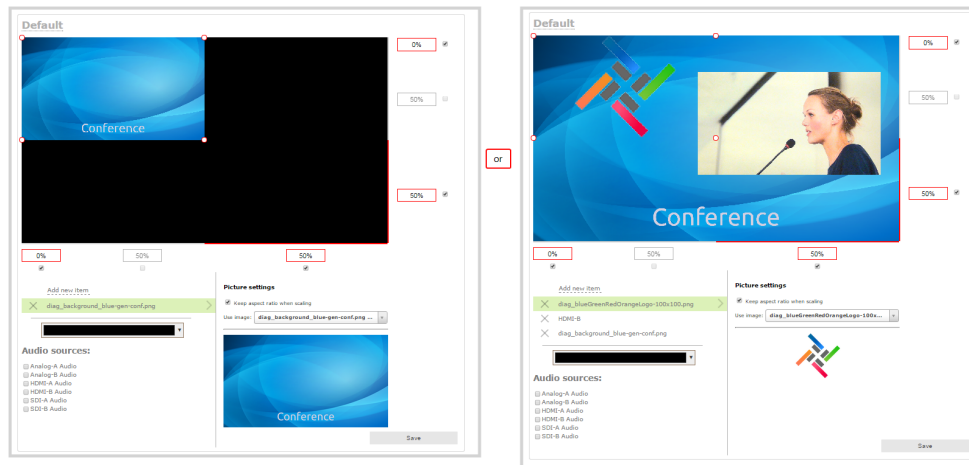 Default
0%
Conference
50%
50%
0%
50%
50%
Add new item
diag_background_blue-gen-conf.png
Picture settings
Keep aspect ratio when scaling
Use image: diag_background_blue-gen-conf.png ...
Audio sources:
Analog-A Audio
Analog-B Audio
HDMI-A Audio
HDMI-B Audio
SDI-A Audio
SDI-B Audio
Conference
Save
or
Default
0%
50%
50%
Conference
0%
50%
50%
Add new item
diag_blueGreenRedOrangeLogo-100x100.png
HDMI-B
diag_background_blue-gen-conf.png
Picture settings
Keep aspect ratio when scaling
Use image: diag_blueGreenRedOrangeLogo-100x...
Audio sources:
Analog-A Audio
Analog-B Audio
HDMI-A Audio
HDMI-B Audio
SDI-A Audio
SDI-B Audio
Save